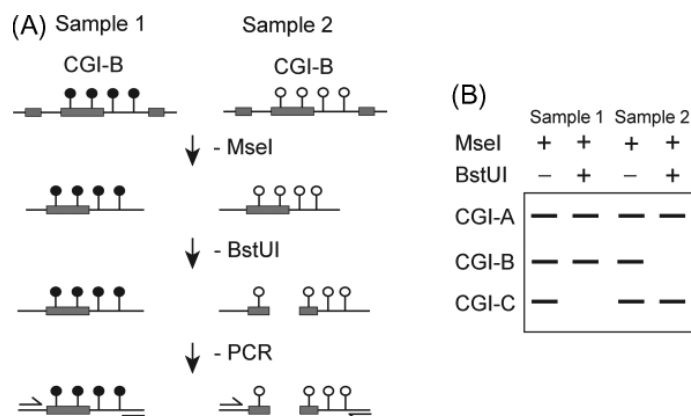 (A) Sample 1 Sample 2
CGI-B CGI-B
- MseI
- BstUI
- PCR
(B)
Sample 1 Sample 2
MseI + + + +
BstUI – + – +
CGI-A
CGI-B
CGI-C